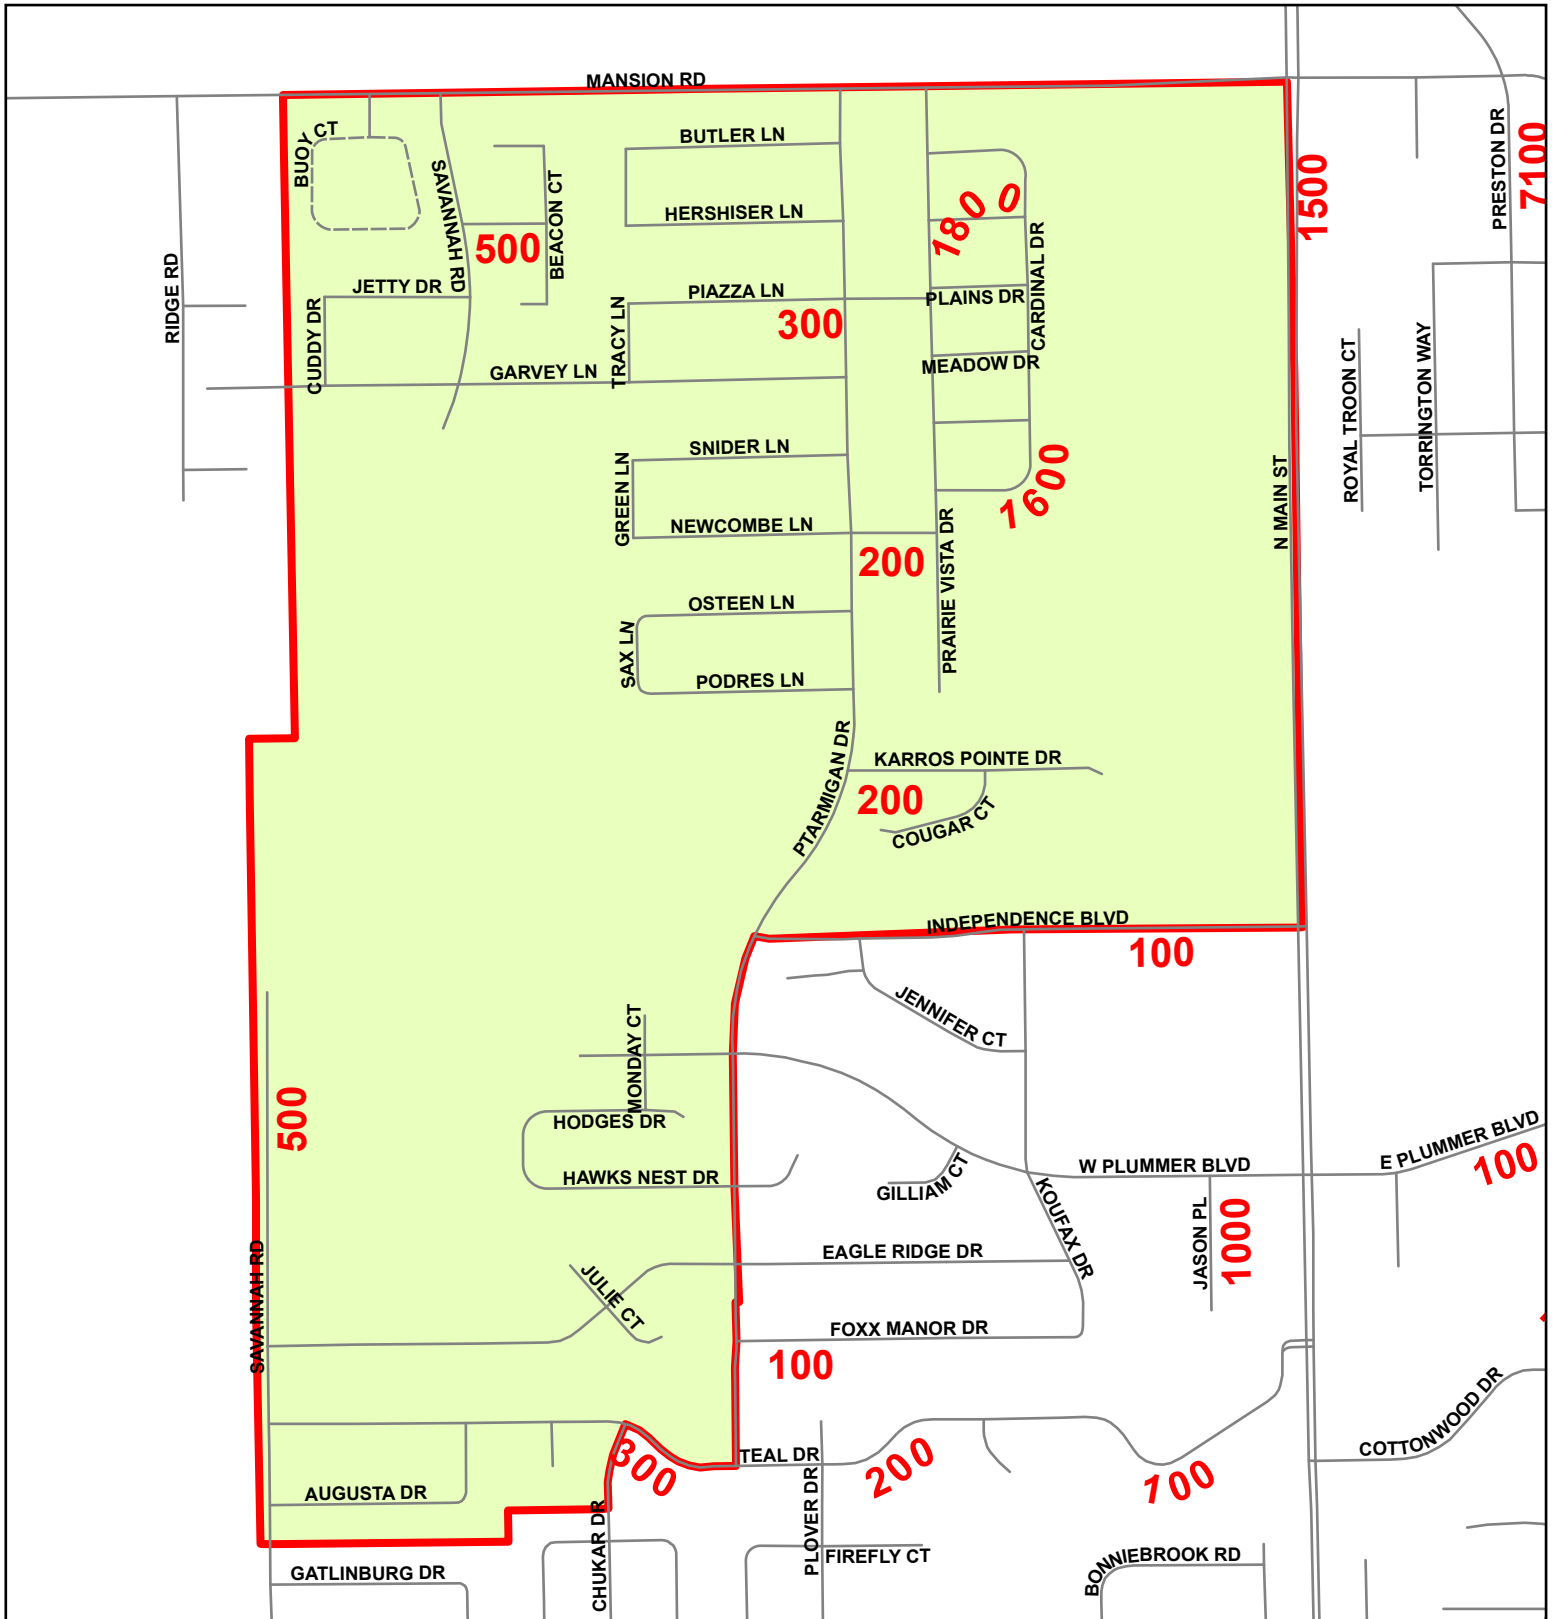 MANSION RD
BUOY CT
SAVANNAH RD
BEACON CT
500
BUTLER LN
HERSHISER LN
1800
CARDINAL DR
1500
PRESTON DR
7100
RIDGE RD
JETTY DR
CUDDY DR
TRACY LN
PIAZZA LN
300
PLAINS DR
MEADOW DR
GARVEY LN
ROYAL TROON CT
TORRINGTON WAY
SNIDER LN
GREEN LN
NEWCOMBE LN
200
PRAIRIE VISTA DR
1600
N MAIN ST
OSTEEN LN
SAX LN
PODRES LN
PTARMIGAN DR
KARROS POINTE DR
200
COUGAR CT
INDEPENDENCE BLVD
100
JENNIFER CT
MONDAY CT
500
HODGES DR
HAWKS NEST DR
GILLIAM CT
KOUFAX DR
W PLUMMER BLVD
E PLUMMER BLVD
100
JASON PL
1000
SAVANNAH RD
EAGLE RIDGE DR
JULIE CT
FOXX MANOR DR
100
TEAL DR
300
200
100
COTTONWOOD DR
AUGUSTA DR
CHUKAR DR
PLOVER DR
FIREFLY CT
BONNIEBROOK RD
GATLINBURG DR